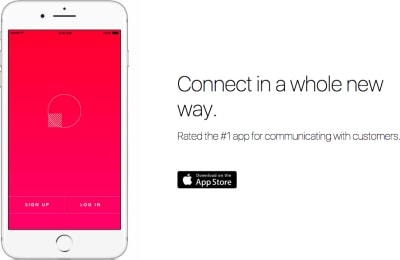 SIGN UP
LOG IN
Connect in a whole new
way.
Rated the #1 app for communicating with customers.
Download on the
App Store